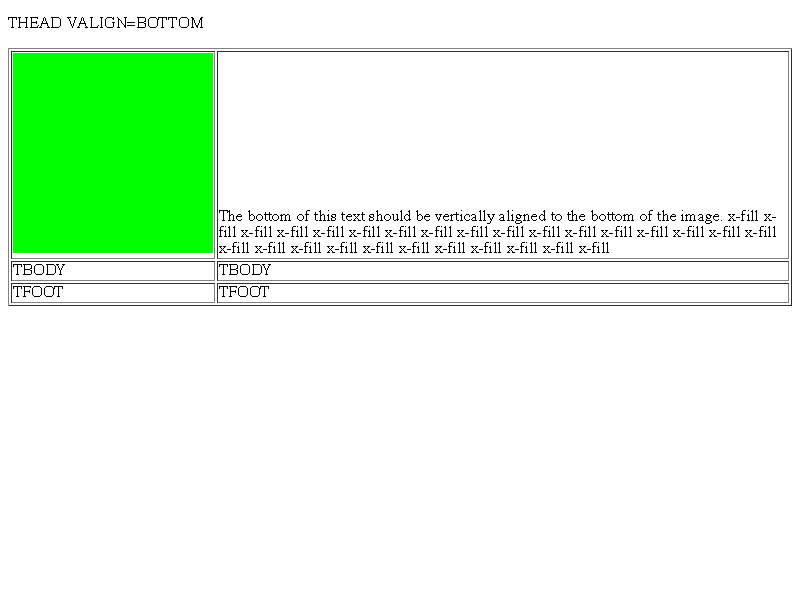 THEAD VALIGN=BOTTOM
The bottom of this text should be vertically aligned to the bottom of the image. x-fill x-
fill x-fill x-fill x-fill x-fill x-fill x-fill x-fill x-fill x-fill x-fill x-fill x-fill x-fill x-fill
x-fill x-fill x-fill x-fill x-fill x-fill x-fill x-fill x-fill x-fill x-fill
TBODY TBODY
TFOOT TFOOT